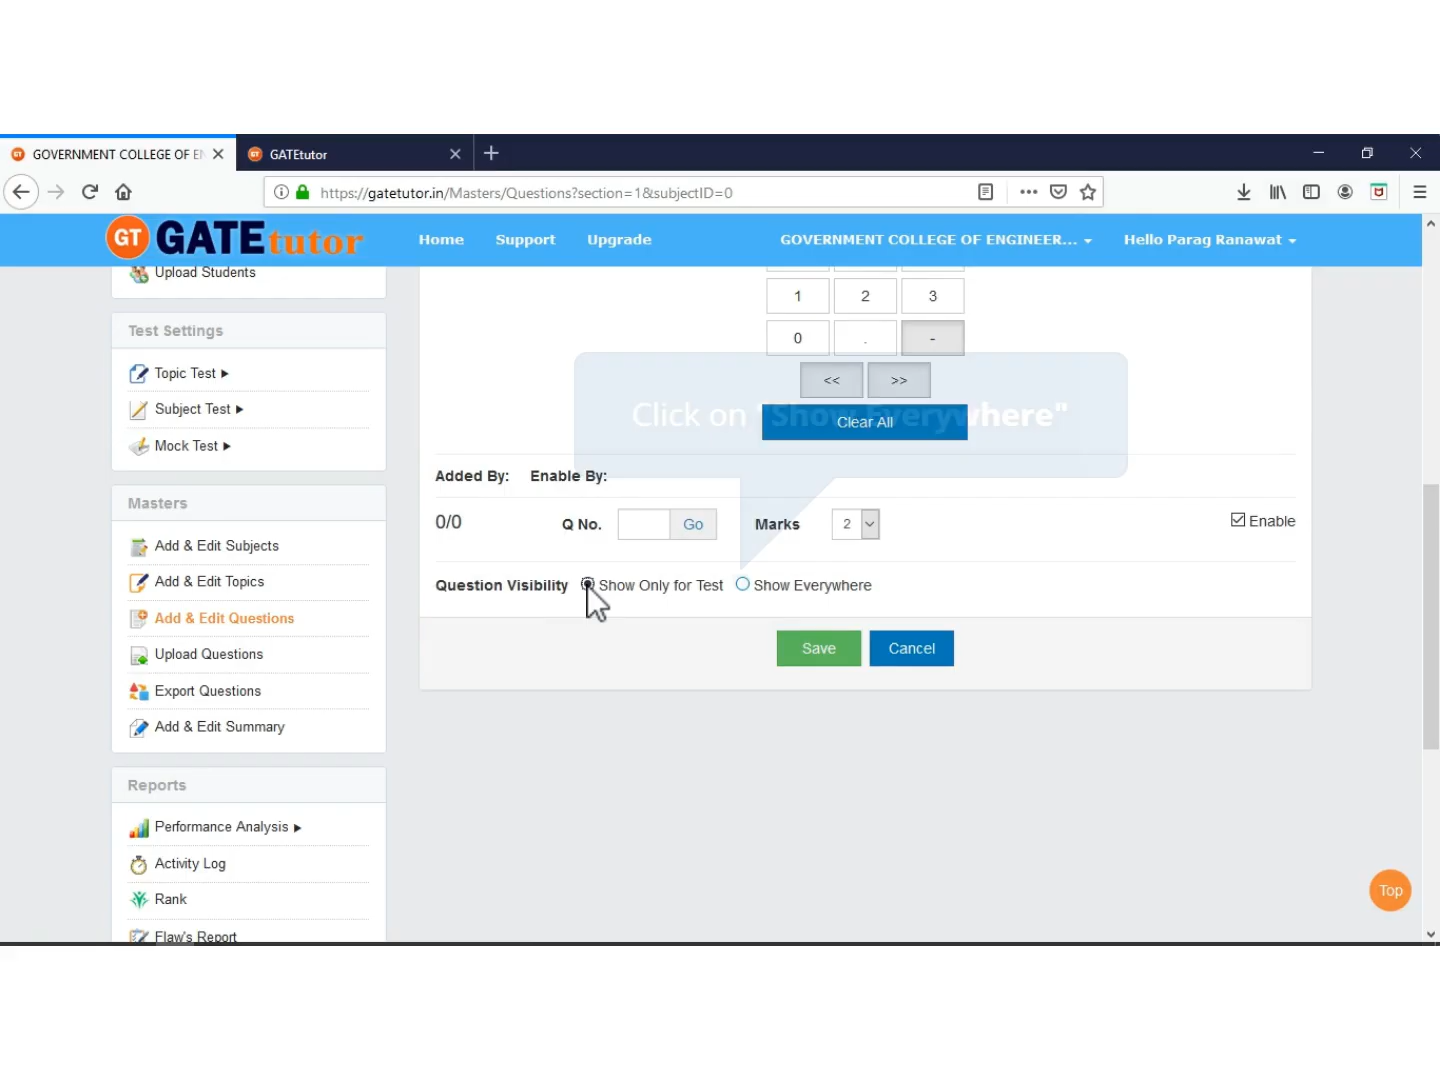 GOVERNMENT COLLEGE OF EN
GATEtutor
https://gatetutor.in/Masters/Questions?section=1&subjectID=0
GT GATEtutor
Home
Support
Upgrade
GOVERNMENT COLLEGE OF ENGINEER...
Hello Parag Ranawat
Upload Students
Test Settings
Topic Test
Subject Test
Mock Test
Masters
Add & Edit Subjects
Add & Edit Topics
Add & Edit Questions
Upload Questions
Export Questions
Add & Edit Summary
Reports
Performance Analysis
Activity Log
Rank
Flaw's Report
1 2 3
0 . -
<< >>
Click on "Show Everywhere"
Clear All
Added By: Enable By:
0/0 Q No. Go Marks 2 Enable
Question Visibility Show Only for Test Show Everywhere
Save Cancel
Top